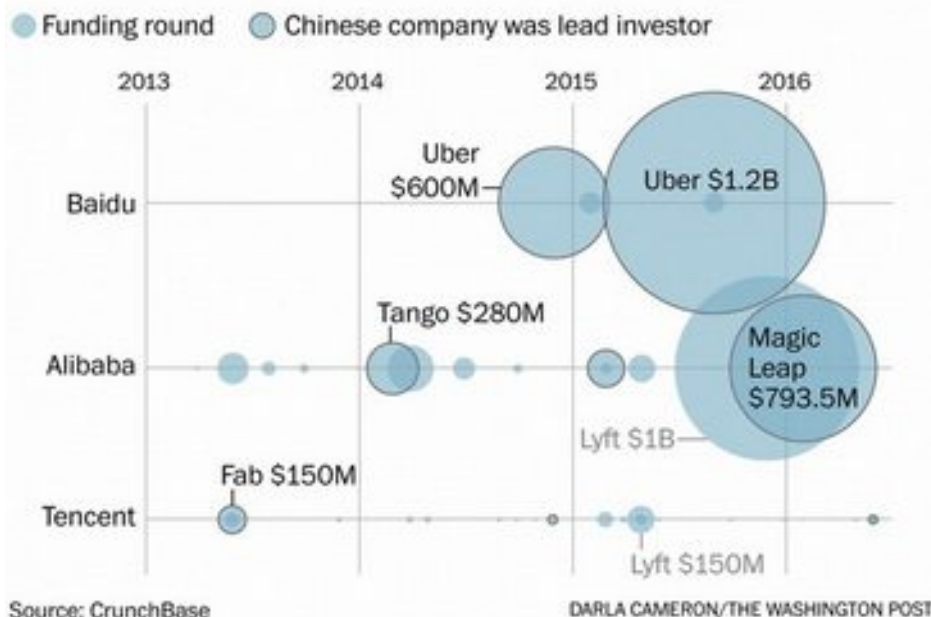 Funding round
Chinese company was lead investor
2013
2014
2015
2016
Uber
$600M
Uber $1.2B
Baidu
Tango $280M
Alibaba
Magic
Leap
$793.5M
Lyft $1B
Fab $150M
Tencent
Lyft $150M
Source: CrunchBase
DARLA CAMERON/THE WASHINGTON POST